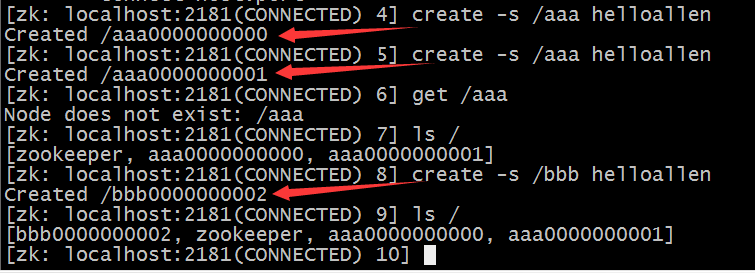 [zk: localhost:2181(CONNECTED) 4] create -s /aaa helloallen
Created /aaa0000000000
[zk: localhost:2181(CONNECTED) 5] create -s /aaa helloallen
Created /aaa0000000001
[zk: localhost:2181(CONNECTED) 6] get /aaa
Node does not exist: /aaa
[zk: localhost:2181(CONNECTED) 7] ls /
[zookeeper, aaa0000000000, aaa0000000001]
[zk: localhost:2181(CONNECTED) 8] create -s /bbb helloallen
Created /bbb0000000002
[zk: localhost:2181(CONNECTED) 9] ls /
[bbb0000000002, zookeeper, aaa0000000000, aaa0000000001]
[zk: localhost:2181(CONNECTED) 10]